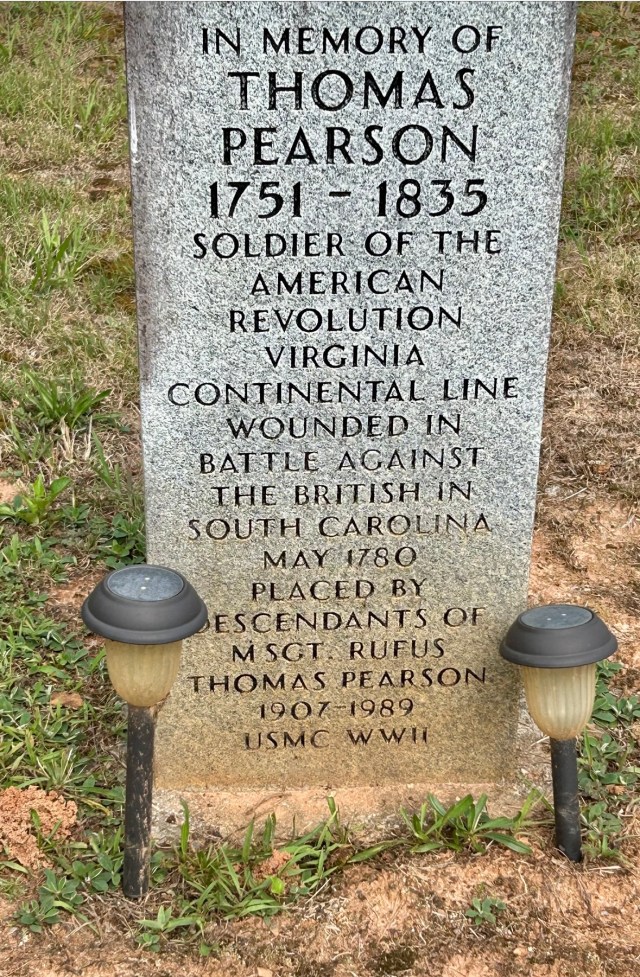 IN MEMORY OF
THOMAS
PEARSON
1751 - 1835
SOLDIER OF THE
AMERICAN
REVOLUTION
VIRGINIA
CONTINENTAL LINE
WOUNDED IN
BATTLE AGAINST
THE BRITISH IN
SOUTH CAROLINA
MAY 1780
PLACED BY
DESCENDANTS OF
M SGT. RUFUS
THOMAS PEARSON
1907-1989
USMC WWII